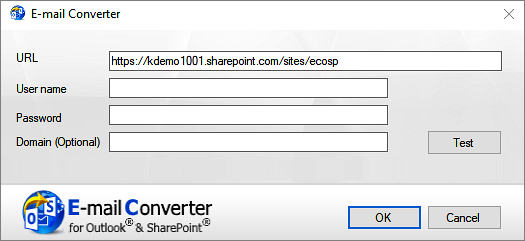 E-mail Converter
URL
https://kdemo1001.sharepoint.com/sites/ecosp
User name
Password
Domain (Optional)
Test
E-mail Converter
for Outlook® & SharePoint®
OK
Cancel